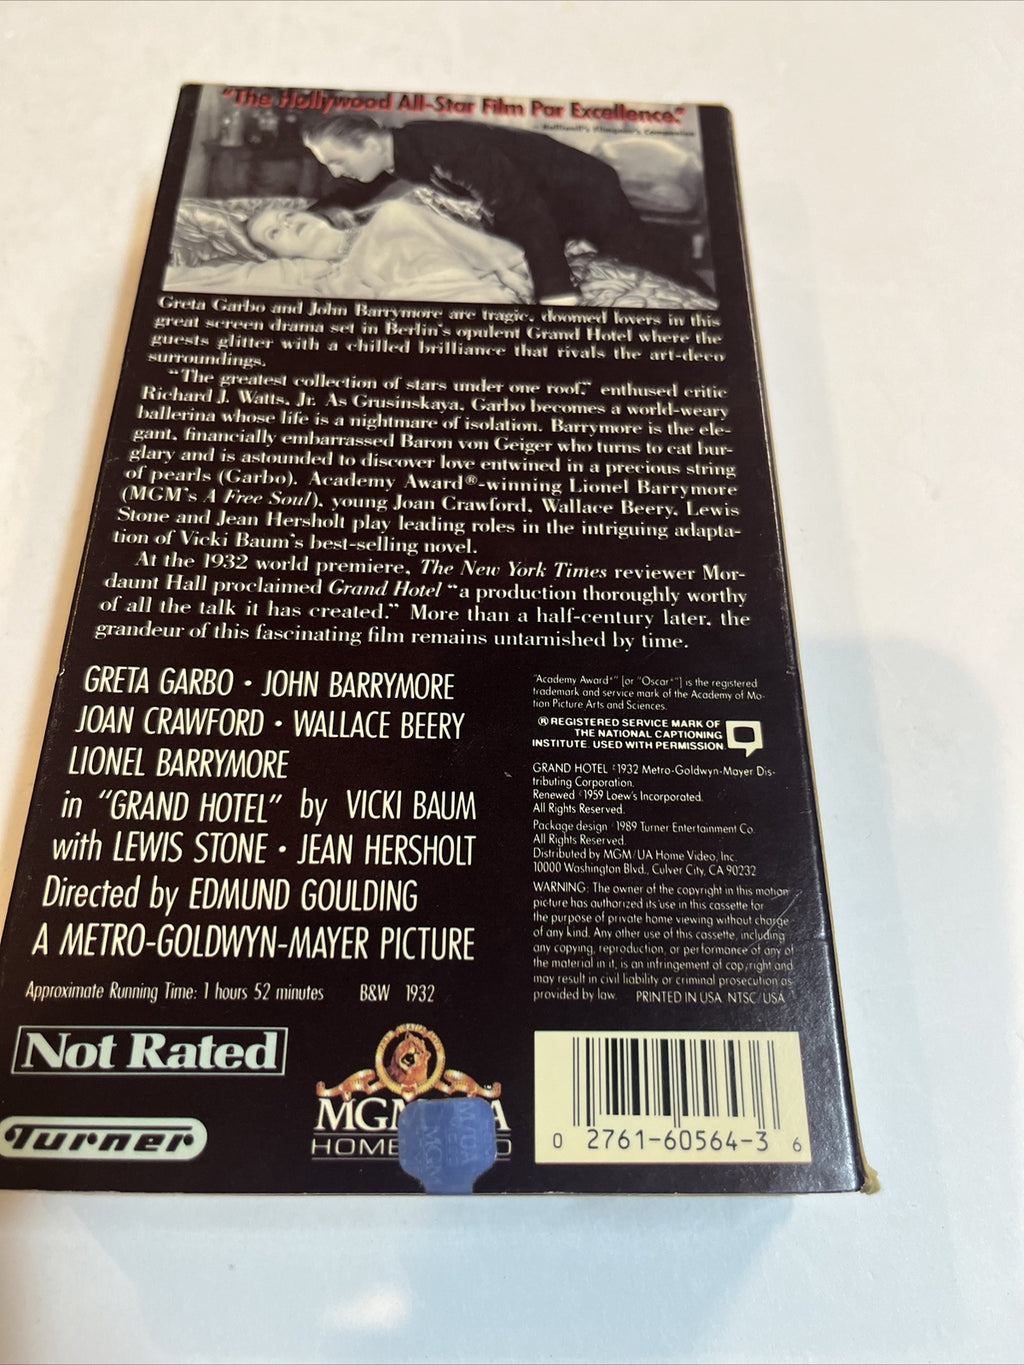 "The Hollywood All-Star Film Par Excellence."
— Halliwell's Filmgoer's Companion
Greta Garbo and John Barrymore are tragic, doomed lovers in this
great screen drama set in Berlin's opulent Grand Hotel where the
guests glitter with a chilled brilliance that rivals the art-deco
surroundings.
"The greatest collection of stars under one roof," enthused critic
Richard J. Watts, Jr. As Grusinskaya, Garbo becomes a world-weary
ballerina whose life is a nightmare of isolation. Barrymore is the ele-
gant, financially embarrassed Baron von Geiger who turns to cat bur-
glary and is astounded to discover love entwined in a precious string
of pearls (Garbo). Academy Award®-winning Lionel Barrymore
(MGM's A Free Soul), young Joan Crawford, Wallace Beery, Lewis
Stone and Jean Hersholt play leading roles in the intriguing adapta-
tion of Vicki Baum's best-selling novel.
At the 1932 world premiere, The New York Times reviewer Mor-
daunt Hall proclaimed Grand Hotel "a production thoroughly worthy
of all the talk it has created." More than a half-century later, the
grandeur of this fascinating film remains untarnished by time.
GRETA GARBO • JOHN BARRYMORE
JOAN CRAWFORD • WALLACE BEERY
LIONEL BARRYMORE
in "GRAND HOTEL" by VICKI BAUM
with LEWIS STONE • JEAN HERSHOLT
Directed by EDMUND GOULDING
A METRO-GOLDWYN-MAYER PICTURE
Approximate Running Time: 1 hours 52 minutes B&W 1932
Not Rated
Turner
MGM/UA
HOME VIDEO
"Academy Award®" [or "Oscar®"] is the registered
trademark and service mark of the Academy of Mo-
tion Picture Arts and Sciences.
® REGISTERED SERVICE MARK OF
THE NATIONAL CAPTIONING
INSTITUTE. USED WITH PERMISSION.
GRAND HOTEL ©1932 Metro-Goldwyn-Mayer Dis-
tributing Corporation.
Renewed ©1959 Loew's Incorporated.
All Rights Reserved.
Package design ©1989 Turner Entertainment Co.
All Rights Reserved.
Distributed by MGM/UA Home Video, Inc.
10000 Washington Blvd., Culver City, CA 90232
WARNING: The owner of the copyright in this motion
picture has authorized its use in this cassette for
the purpose of private home viewing without charge
of any kind. Any other use of this cassette, including
any copying, reproduction, or performance of any of
the material in it, is an infringement of copyright and
may result in civil liability or criminal prosecution as
provided by law. PRINTED IN USA NTSC/USA
0 2761-60564-3 6